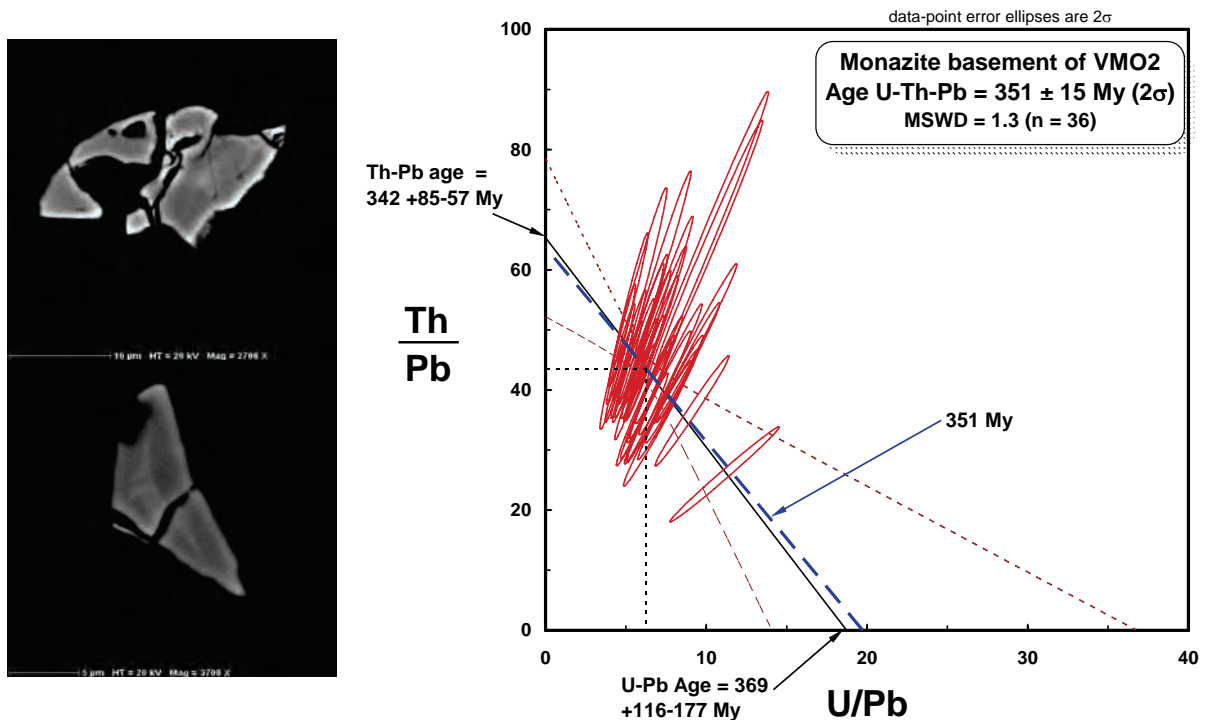 data-point error ellipses are 2σ
Monazite basement of VMO2
Age U-Th-Pb = 351 ± 15 My (2σ)
MSWD = 1.3 (n = 36)
100
80
60
40
20
0
Th-Pb age =
342 +85-57 My
Th
Pb
351 My
0
10
20
30
40
U-Pb Age = 369
+116-177 My
U/Pb
10 µm HT = 20 kV Mag = 2700 X
5 µm HT = 20 kV Mag = 3700 X